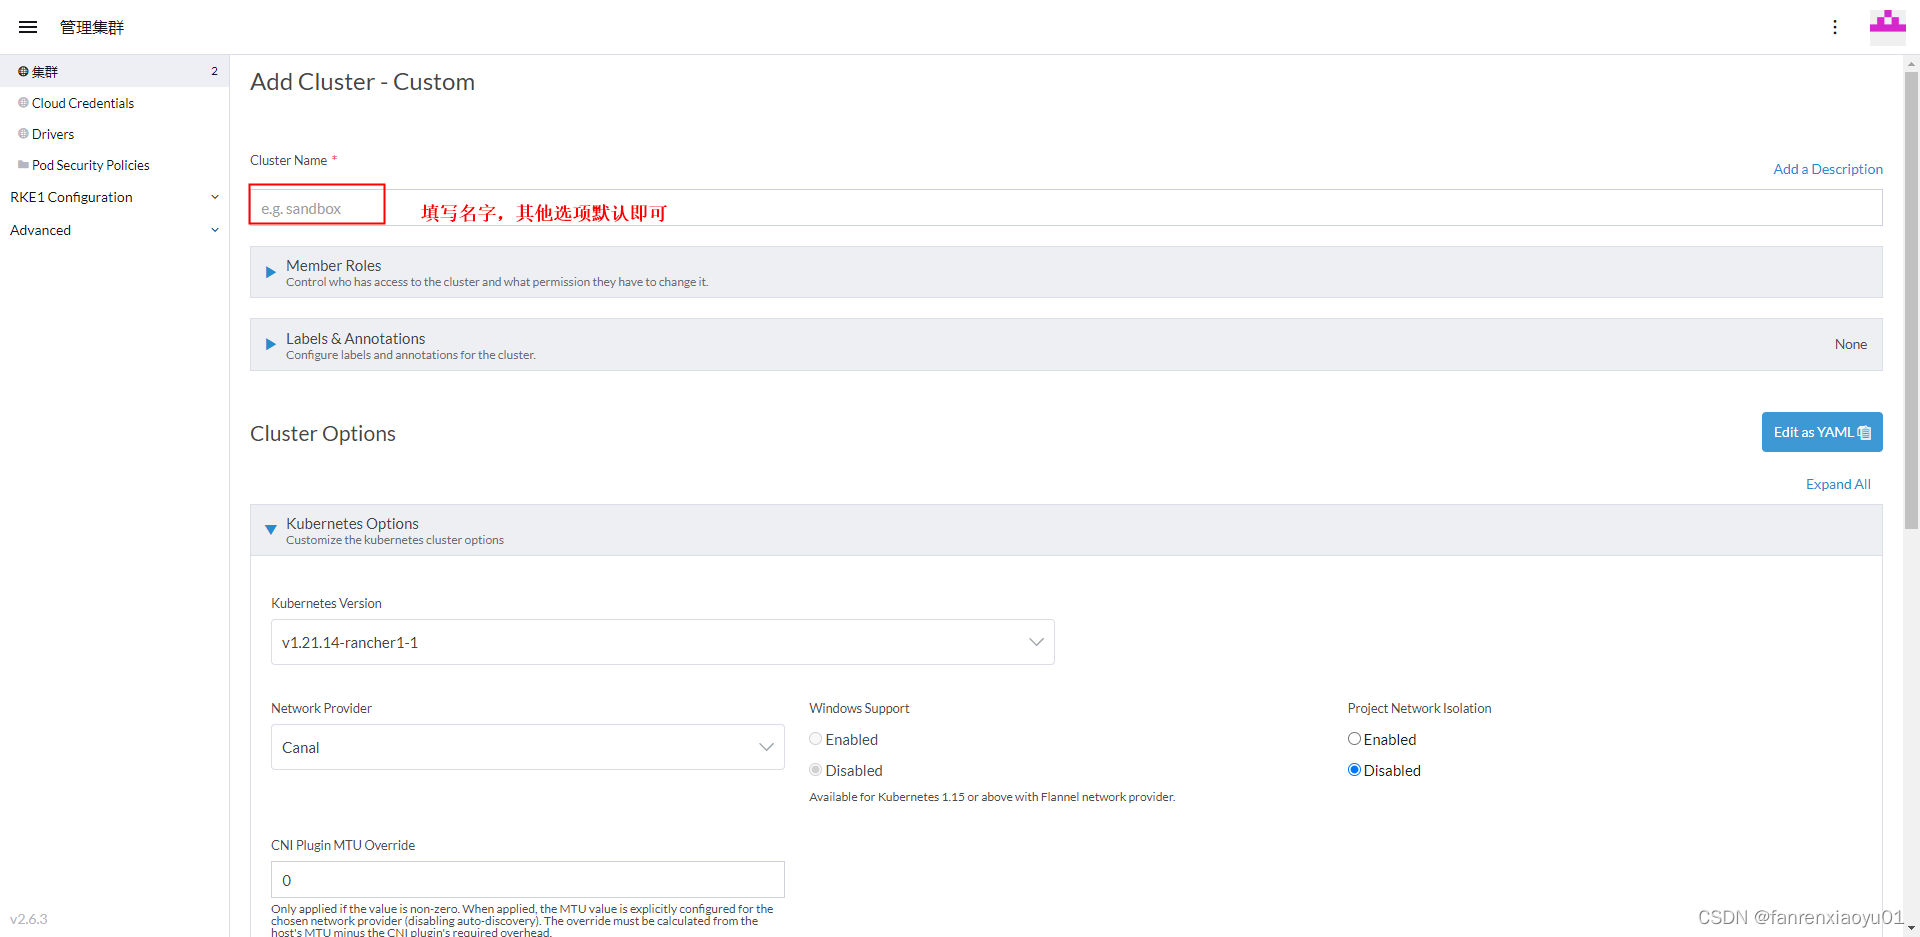 管理集群
集群 2
Cloud Credentials
Drivers
Pod Security Policies
RKE1 Configuration
Advanced
Add Cluster - Custom
Cluster Name *
Add a Description
e.g. sandbox
填写名字，其他选项默认即可
Member Roles
Control who has access to the cluster and what permission they have to change it.
Labels & Annotations
Configure labels and annotations for the cluster.
None
Cluster Options
Edit as YAML
Expand All
Kubernetes Options
Customize the kubernetes cluster options
Kubernetes Version
v1.21.14-rancher1-1
Network Provider
Canal
Windows Support
Enabled
Disabled
Available for Kubernetes 1.15 or above with Flannel network provider.
Project Network Isolation
Enabled
Disabled
CNI Plugin MTU Override
0
Only applied if the value is non-zero. When applied, the MTU value is explicitly configured for the
chosen network provider (disabling auto-discovery). The override must be calculated from the
host's MTU minus the CNI plugin's required overhead.
v2.6.3
CSDN @fanrenxiaoyu01